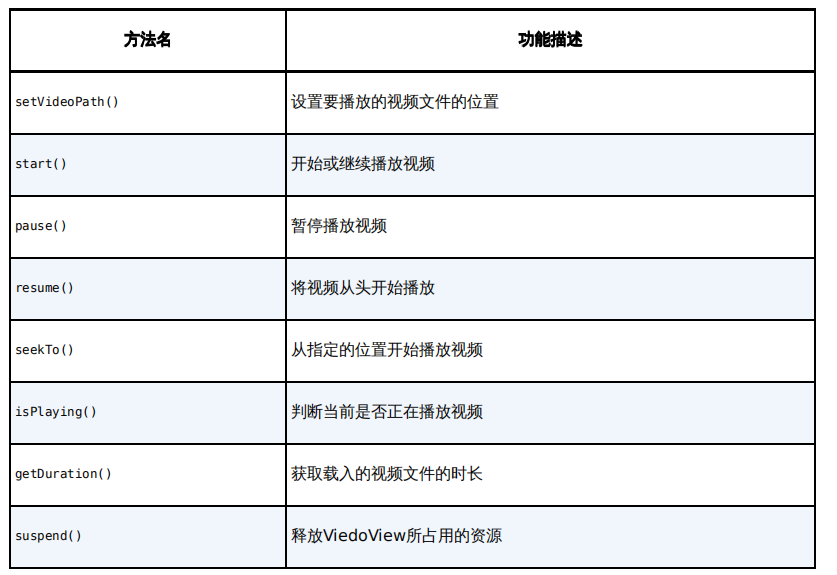 方法名 功能描述
setVideoPath() 设置要播放的视频文件的位置
start() 开始或继续播放视频
pause() 暂停播放视频
resume() 将视频从头开始播放
seekTo() 从指定的位置开始播放视频
isPlaying() 判断当前是否正在播放视频
getDuration() 获取载入的视频文件的时长
suspend() 释放ViedoView所占用的资源